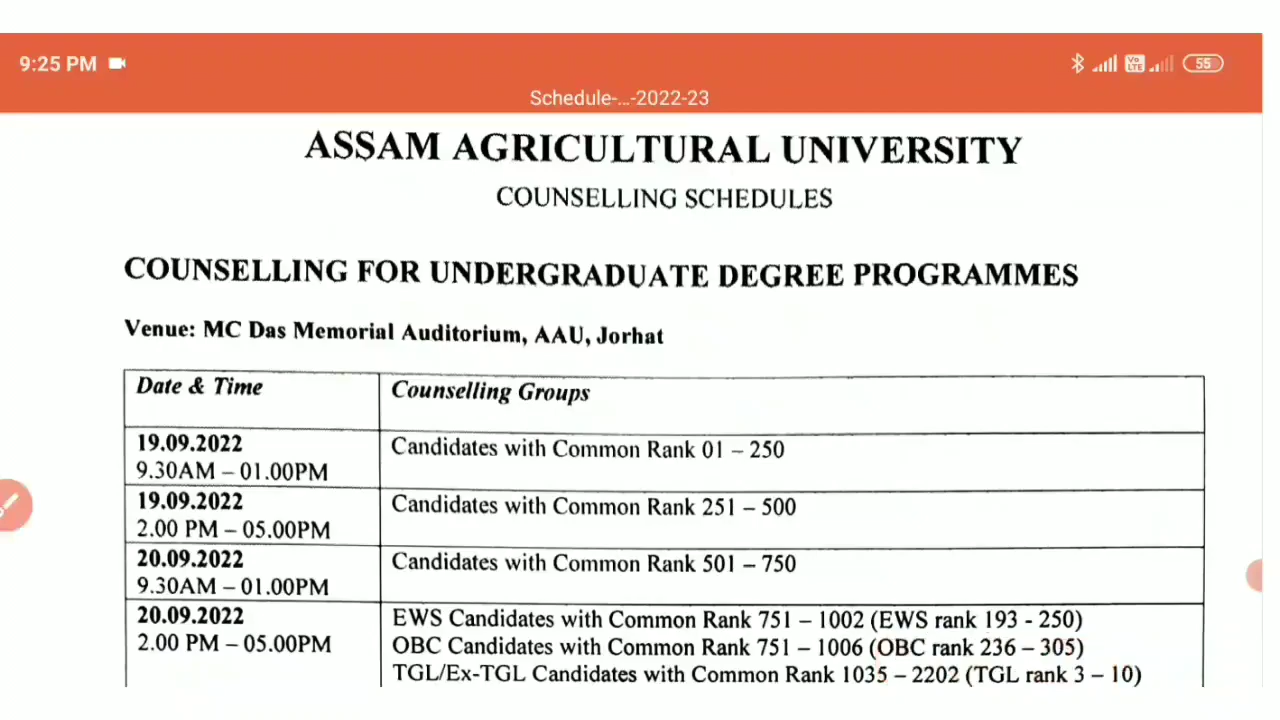 9:25 PM
VoLTE 55
Schedule-...-2022-23
ASSAM AGRICULTURAL UNIVERSITY
COUNSELLING SCHEDULES
COUNSELLING FOR UNDERGRADUATE DEGREE PROGRAMMES
Venue: MC Das Memorial Auditorium, AAU, Jorhat
Date & Time Counselling Groups
19.09.2022
9.30AM – 01.00PM
Candidates with Common Rank 01 – 250
19.09.2022
2.00 PM – 05.00PM
Candidates with Common Rank 251 – 500
20.09.2022
9.30AM – 01.00PM
Candidates with Common Rank 501 – 750
20.09.2022
2.00 PM – 05.00PM
EWS Candidates with Common Rank 751 – 1002 (EWS rank 193 - 250)
OBC Candidates with Common Rank 751 – 1006 (OBC rank 236 – 305)
TGL/Ex-TGL Candidates with Common Rank 1035 – 2202 (TGL rank 3 – 10)